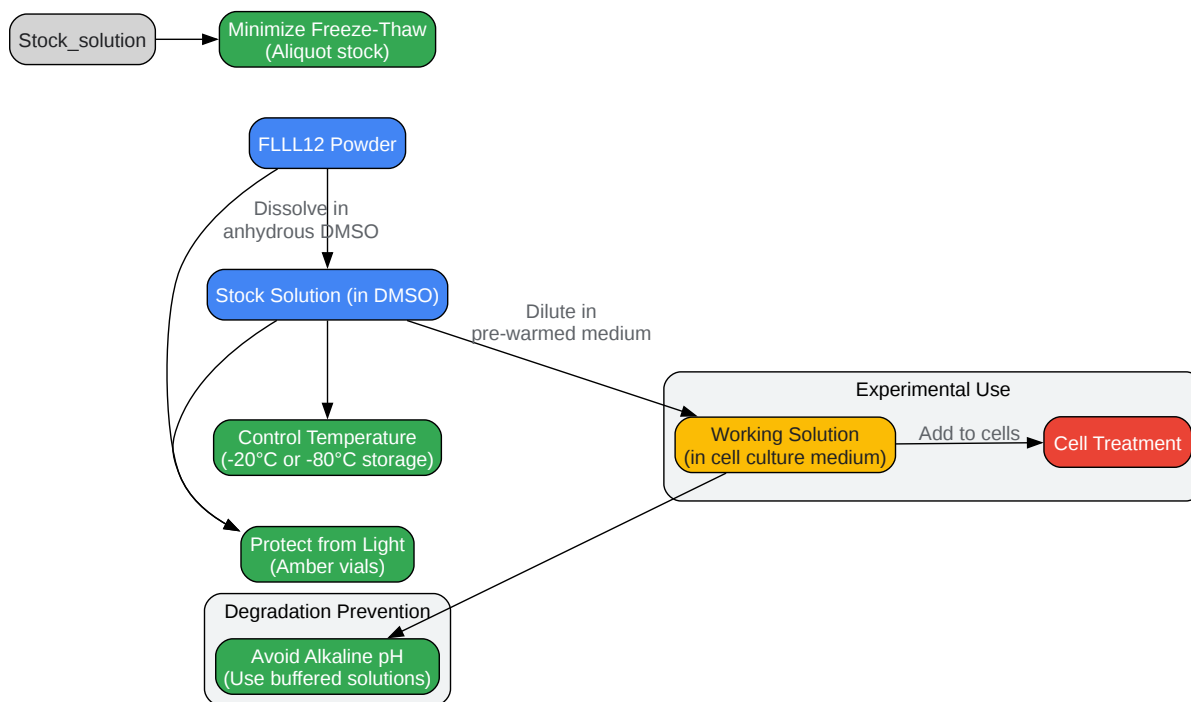 Stock_solution
Minimize Freeze-Thaw
(Aliquot stock)
FLLL12 Powder
Dissolve in
anhydrous DMSO
Stock Solution (in DMSO)
Dilute in
pre-warmed medium
Experimental Use
Control Temperature
(-20°C or -80°C storage)
Working Solution
(in cell culture medium)
Add to cells
Cell Treatment
Protect from Light
(Amber vials)
Degradation Prevention
Avoid Alkaline pH
(Use buffered solutions)